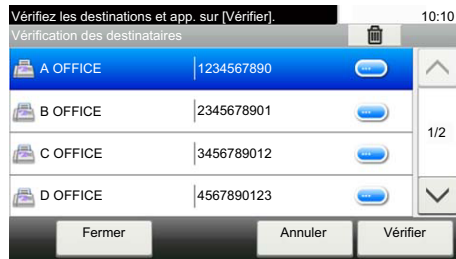 Vérifiez les destinations et app. sur [Vérifier]. 10:10
Vérification des destinataires
A OFFICE 1234567890
B OFFICE 2345678901
1/2
C OFFICE 3456789012
D OFFICE 4567890123
Fermer Annuler Vérifier